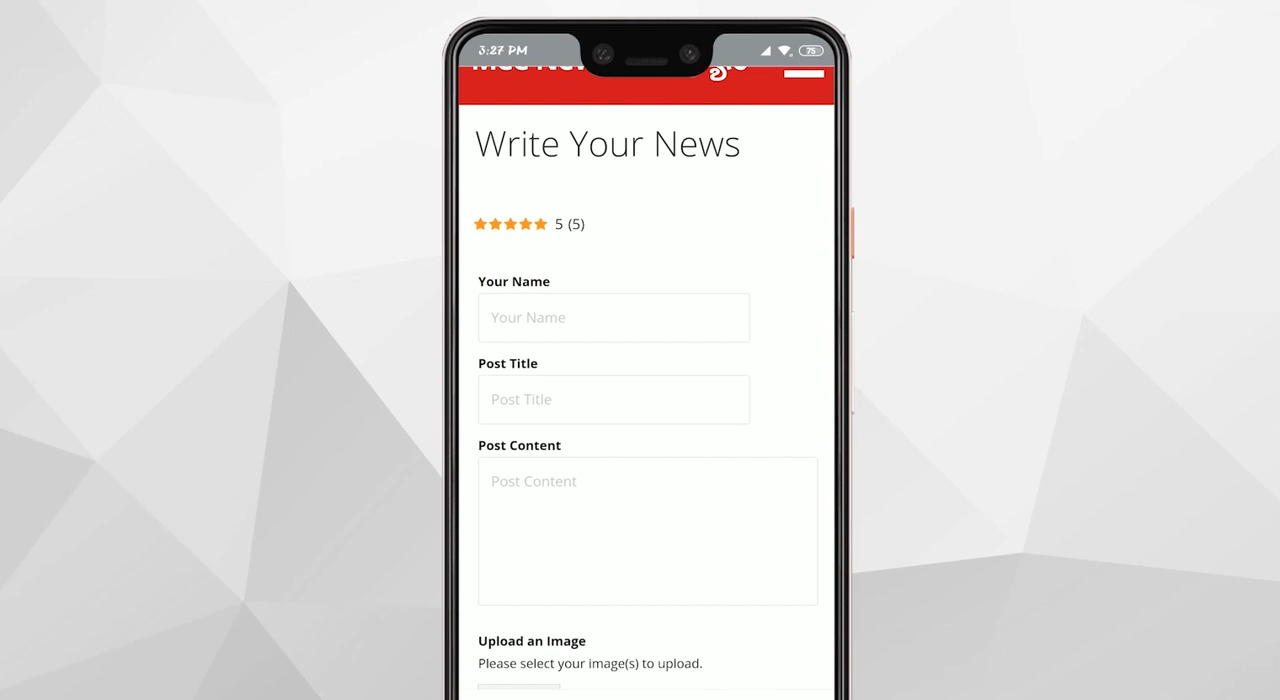 3:27 PM
75
Write Your News
5 (5)
Your Name
Your Name
Post Title
Post Title
Post Content
Post Content
Upload an Image
Please select your image(s) to upload.